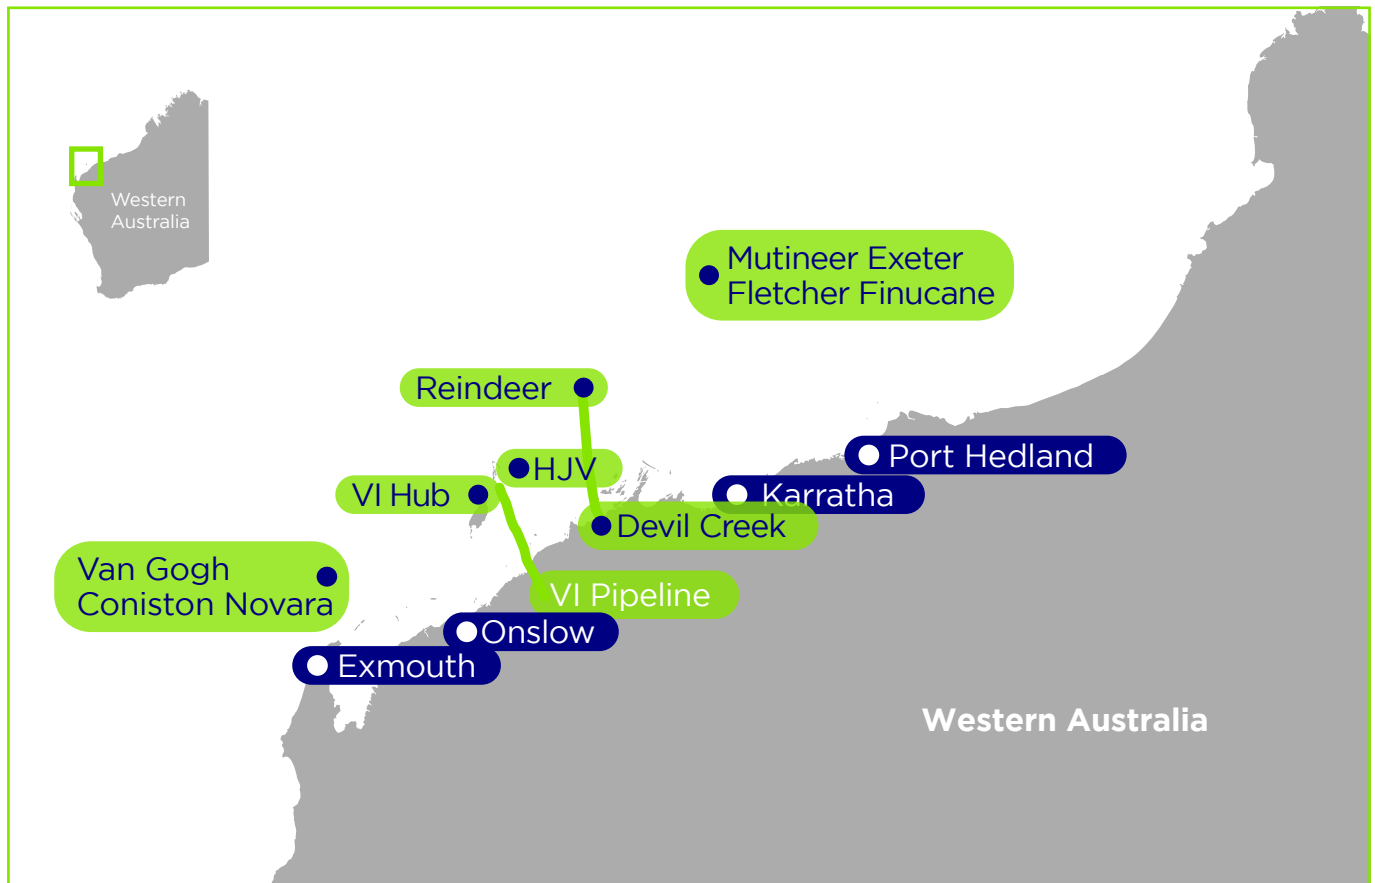 Western
Australia
Mutineer Exeter
Fletcher Finucane
Reindeer
HJV
VI Hub
Port Hedland
Karratha
Devil Creek
Van Gogh
Coniston Novara
VI Pipeline
Onslow
Exmouth
Western Australia